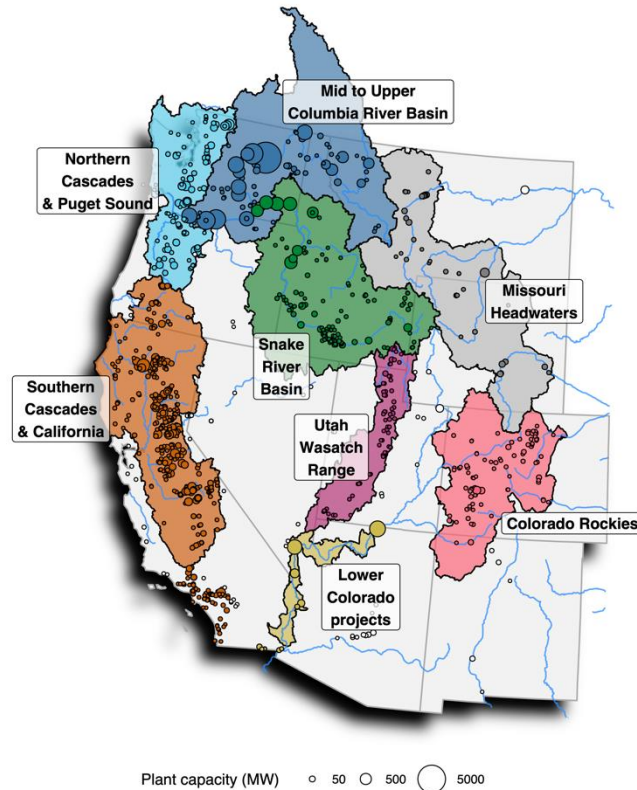 Mid to Upper
Columbia River Basin
Northern
Cascades
& Puget Sound
Missouri
Headwaters
Snake
River
Basin
Southern
Cascades
& California
Utah
Wasatch
Range
Colorado Rockies
Lower
Colorado
projects
Plant capacity (MW) 50 500 5000